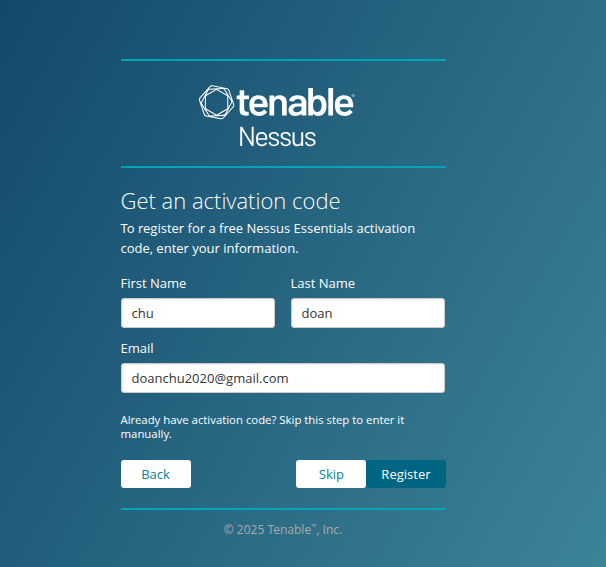 tenable
Nessus
Get an activation code
To register for a free Nessus Essentials activation
code, enter your information.
First Name
Last Name
chu
doan
Email
doanchu2020@gmail.com
Already have activation code? Skip this step to enter it
manually.
Back
Skip
Register
© 2025 Tenable™, Inc.